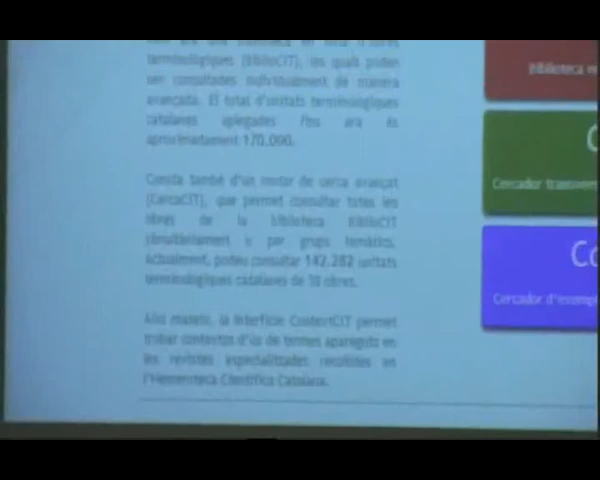 terminològiques (BiblioCIT), les quals poden
ser consultades individualment de manera
avançada. El total d'unitats terminològiques
catalanes aplegades fins ara és
aproximadament 170.000.
Consta també d'un motor de cerca avançat
(CercaCIT), que permet consultar totes les
obres de la biblioteca BiblioCIT
simultàniament o per grups temàtics.
Actualment, podeu consultar 142.282 unitats
terminològiques catalanes de 38 obres.
Així mateix, la interfície ContextCIT permet
trobar contextos d'ús de termes apareguts en
les revistes especialitzades recollides en
l'Hemeroteca Científica Catalana.
Biblioteca
C
Cercador
Co
Cercador d'exemp